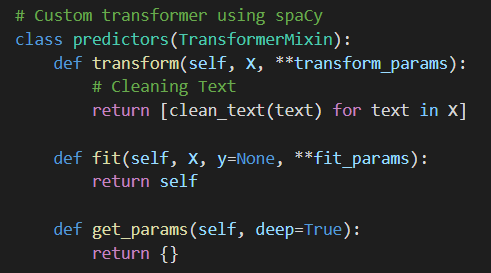 # Custom transformer using spaCy
class predictors(TransformerMixin):
    def transform(self, X, **transform_params):
        # Cleaning Text
        return [clean_text(text) for text in X]

    def fit(self, X, y=None, **fit_params):
        return self

    def get_params(self, deep=True):
        return {}